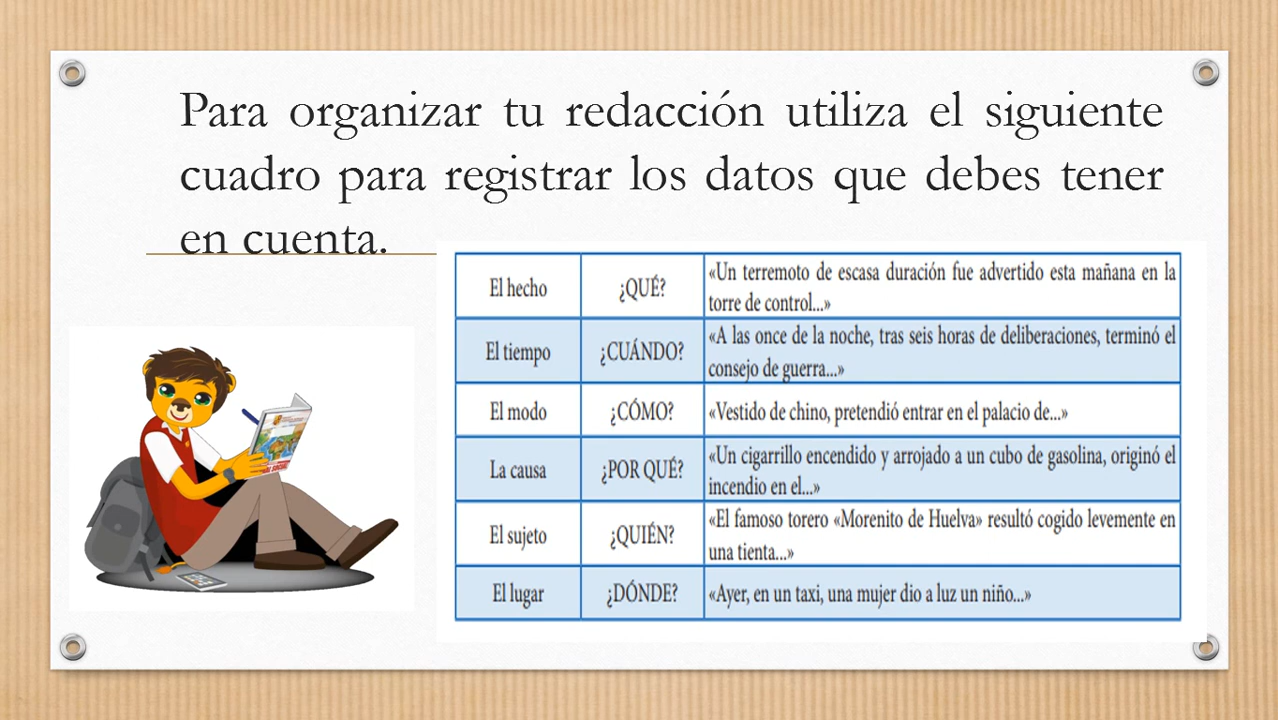 Para organizar tu redacción utiliza el siguiente
cuadro para registrar los datos que debes tener
en cuenta.
El hecho
¿QUÉ?
«Un terremoto de escasa duración fue advertido esta mañana en la
torre de control...»
El tiempo
¿CUÁNDO?
«A las once de la noche, tras seis horas de deliberaciones, terminó el
consejo de guerra...»
El modo
¿CÓMO?
«Vestido de chino, pretendió entrar en el palacio de...»
La causa
¿POR QUÉ?
«Un cigarrillo encendido y arrojado a un cubo de gasolina, originó el
incendio en el...»
El sujeto
¿QUIÉN?
«El famoso torero «Morenito de Huelva» resultó cogido levemente en
una tienta...»
El lugar
¿DÓNDE?
«Ayer, en un taxi, una mujer dio a luz un niño...»